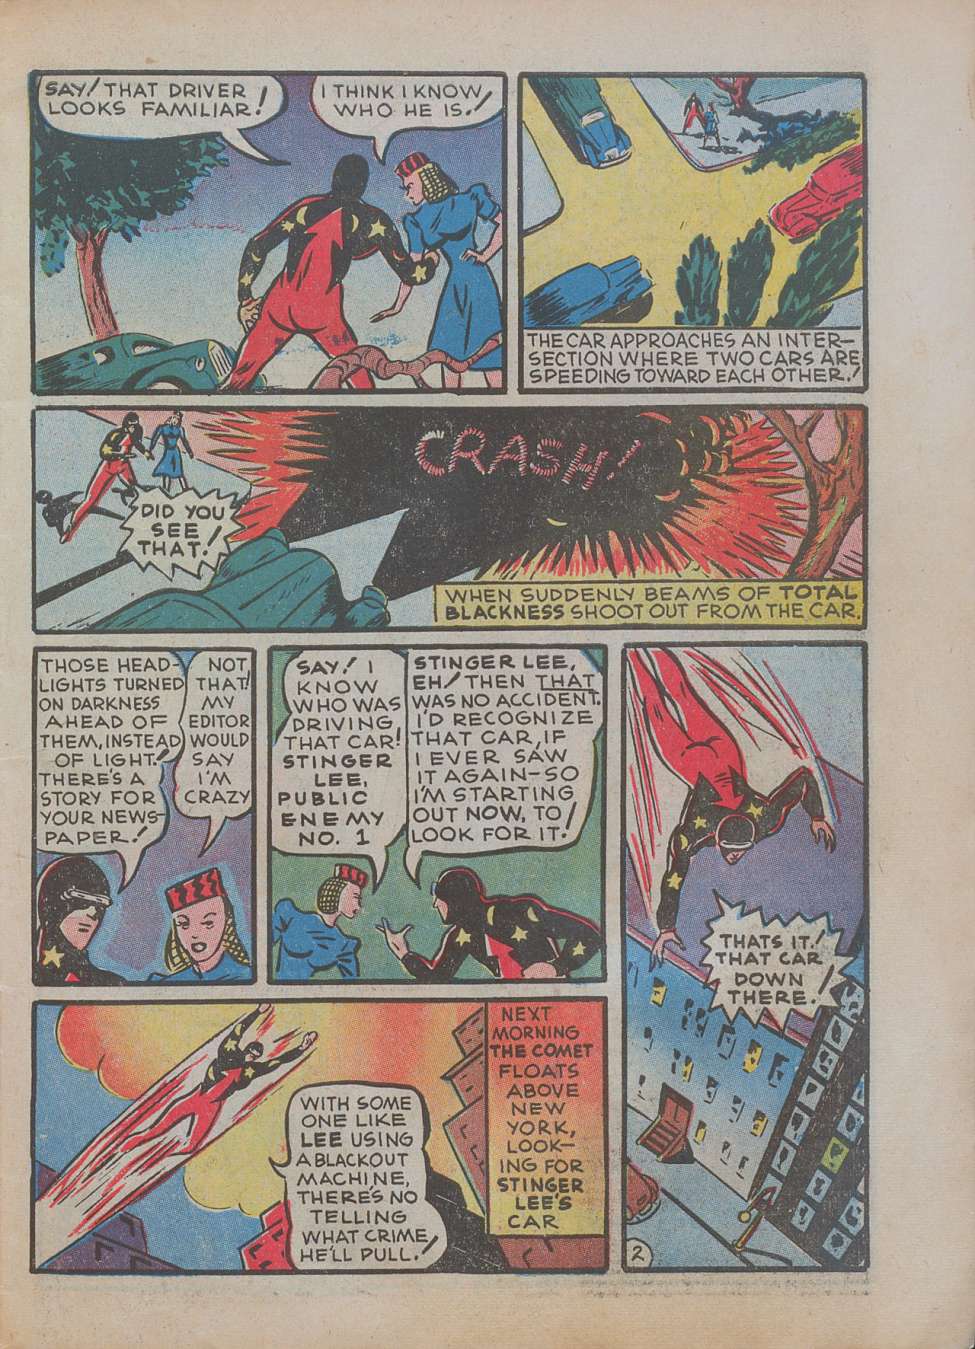 SAY! THAT DRIVER
LOOKS FAMILIAR!
I THINK I KNOW
WHO HE IS!
THE CAR APPROACHES AN INTER-
SECTION WHERE TWO CARS ARE
SPEEDING TOWARD EACH OTHER!
CRASH!
DID YOU
SEE
THAT!
WHEN SUDDENLY BEAMS OF TOTAL
BLACKNESS SHOOT OUT FROM THE CAR.
THOSE HEAD-
LIGHTS TURNED
ON DARKNESS
AHEAD OF
THEM, INSTEAD
OF LIGHT!
THERE'S A
STORY FOR
YOUR NEWS-
PAPER!
NOT
THAT!
MY
EDITOR
WOULD
SAY
I'M
CRAZY
SAY! I
KNOW
WHO WAS
DRIVING
THAT CAR!
STINGER
LEE,
PUBLIC
ENEMY
NO. 1
STINGER LEE,
EH! THEN THAT
WAS NO ACCIDENT.
I'D RECOGNIZE
THAT CAR, IF
I EVER SAW
IT AGAIN-SO
I'M STARTING
OUT NOW, TO
LOOK FOR IT!
THATS IT!
THAT CAR
DOWN
THERE!
NEXT
MORNING
THE COMET
FLOATS
ABOVE
NEW
YORK,
LOOK-
ING FOR
STINGER
LEE'S
CAR
WITH SOME
ONE LIKE
LEE USING
A BLACKOUT
MACHINE,
THERE'S NO
TELLING
WHAT CRIME
HE'LL PULL!
2